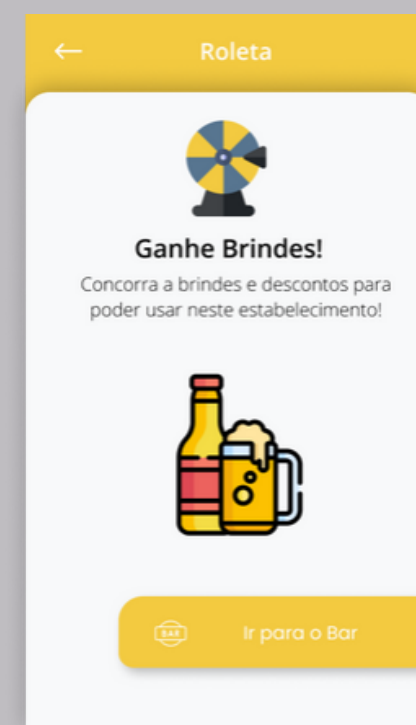 Roleta
Ganhe Brindes!
Concorra a brindes e descontos para
poder usar neste estabelecimento!
BAR
Ir para o Bar